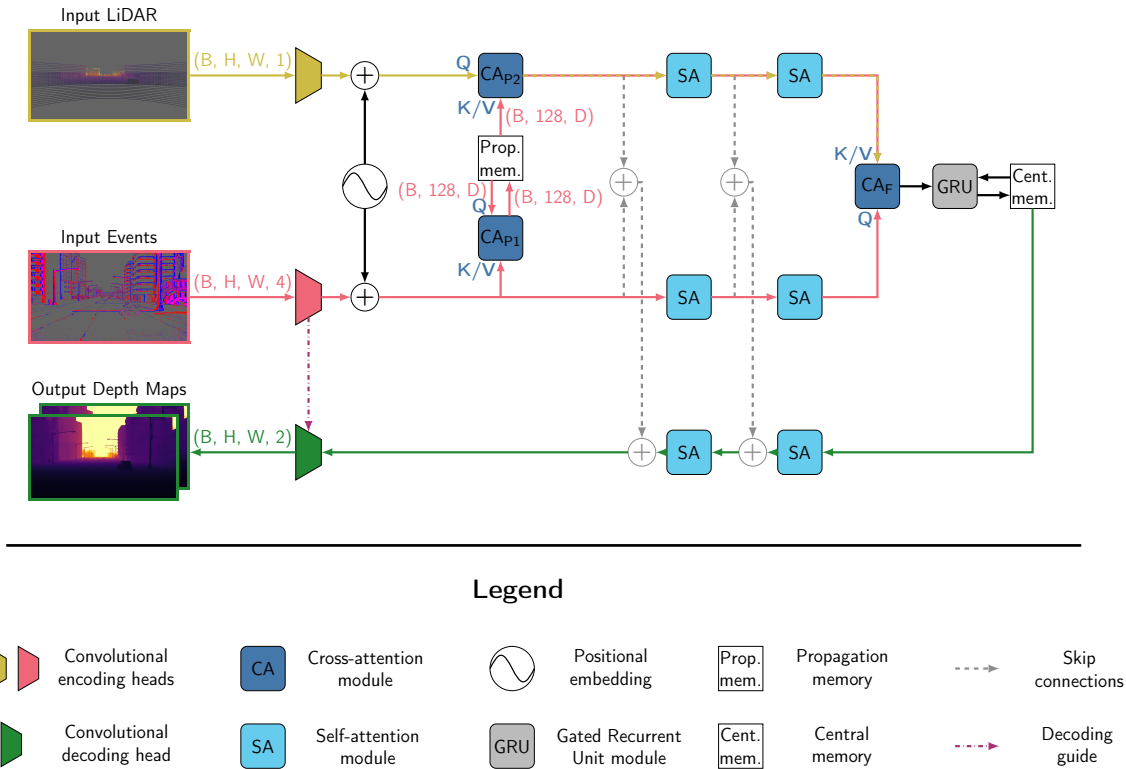 Input LiDAR
(B, H, W, 1)
Q
CAP2
SA
SA
K/V
(B, 128, D)
Prop.
mem.
K/V
CAF
GRU
Cent.
mem.
(B, 128, D)
(B, 128, D)
Q
Q
CAP1
Input Events
K/V
(B, H, W, 4)
SA
SA
Output Depth Maps
(B, H, W, 2)
SA
SA
Legend
Convolutional
encoding heads
CA
Cross-attention
module
Positional
embedding
Prop.
mem.
Propagation
memory
Skip
connections
Convolutional
decoding head
SA
Self-attention
module
GRU
Gated Recurrent
Unit module
Cent.
mem.
Central
memory
Decoding
guide